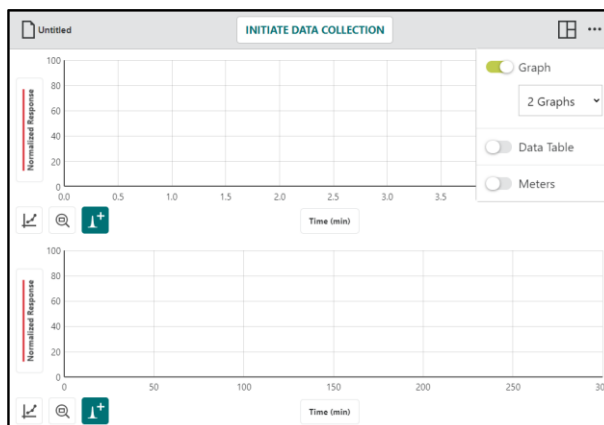 Untitled
INITIATE DATA COLLECTION
Graph
2 Graphs
Data Table
Meters
Normalized Response
100
80
60
40
20
0
0.0 0.5 1.0 1.5 2.0 2.5 3.0 3.5
Time (min)
Normalized Response
100
80
60
40
20
0
0 50 100 150 200 250
Time (min)